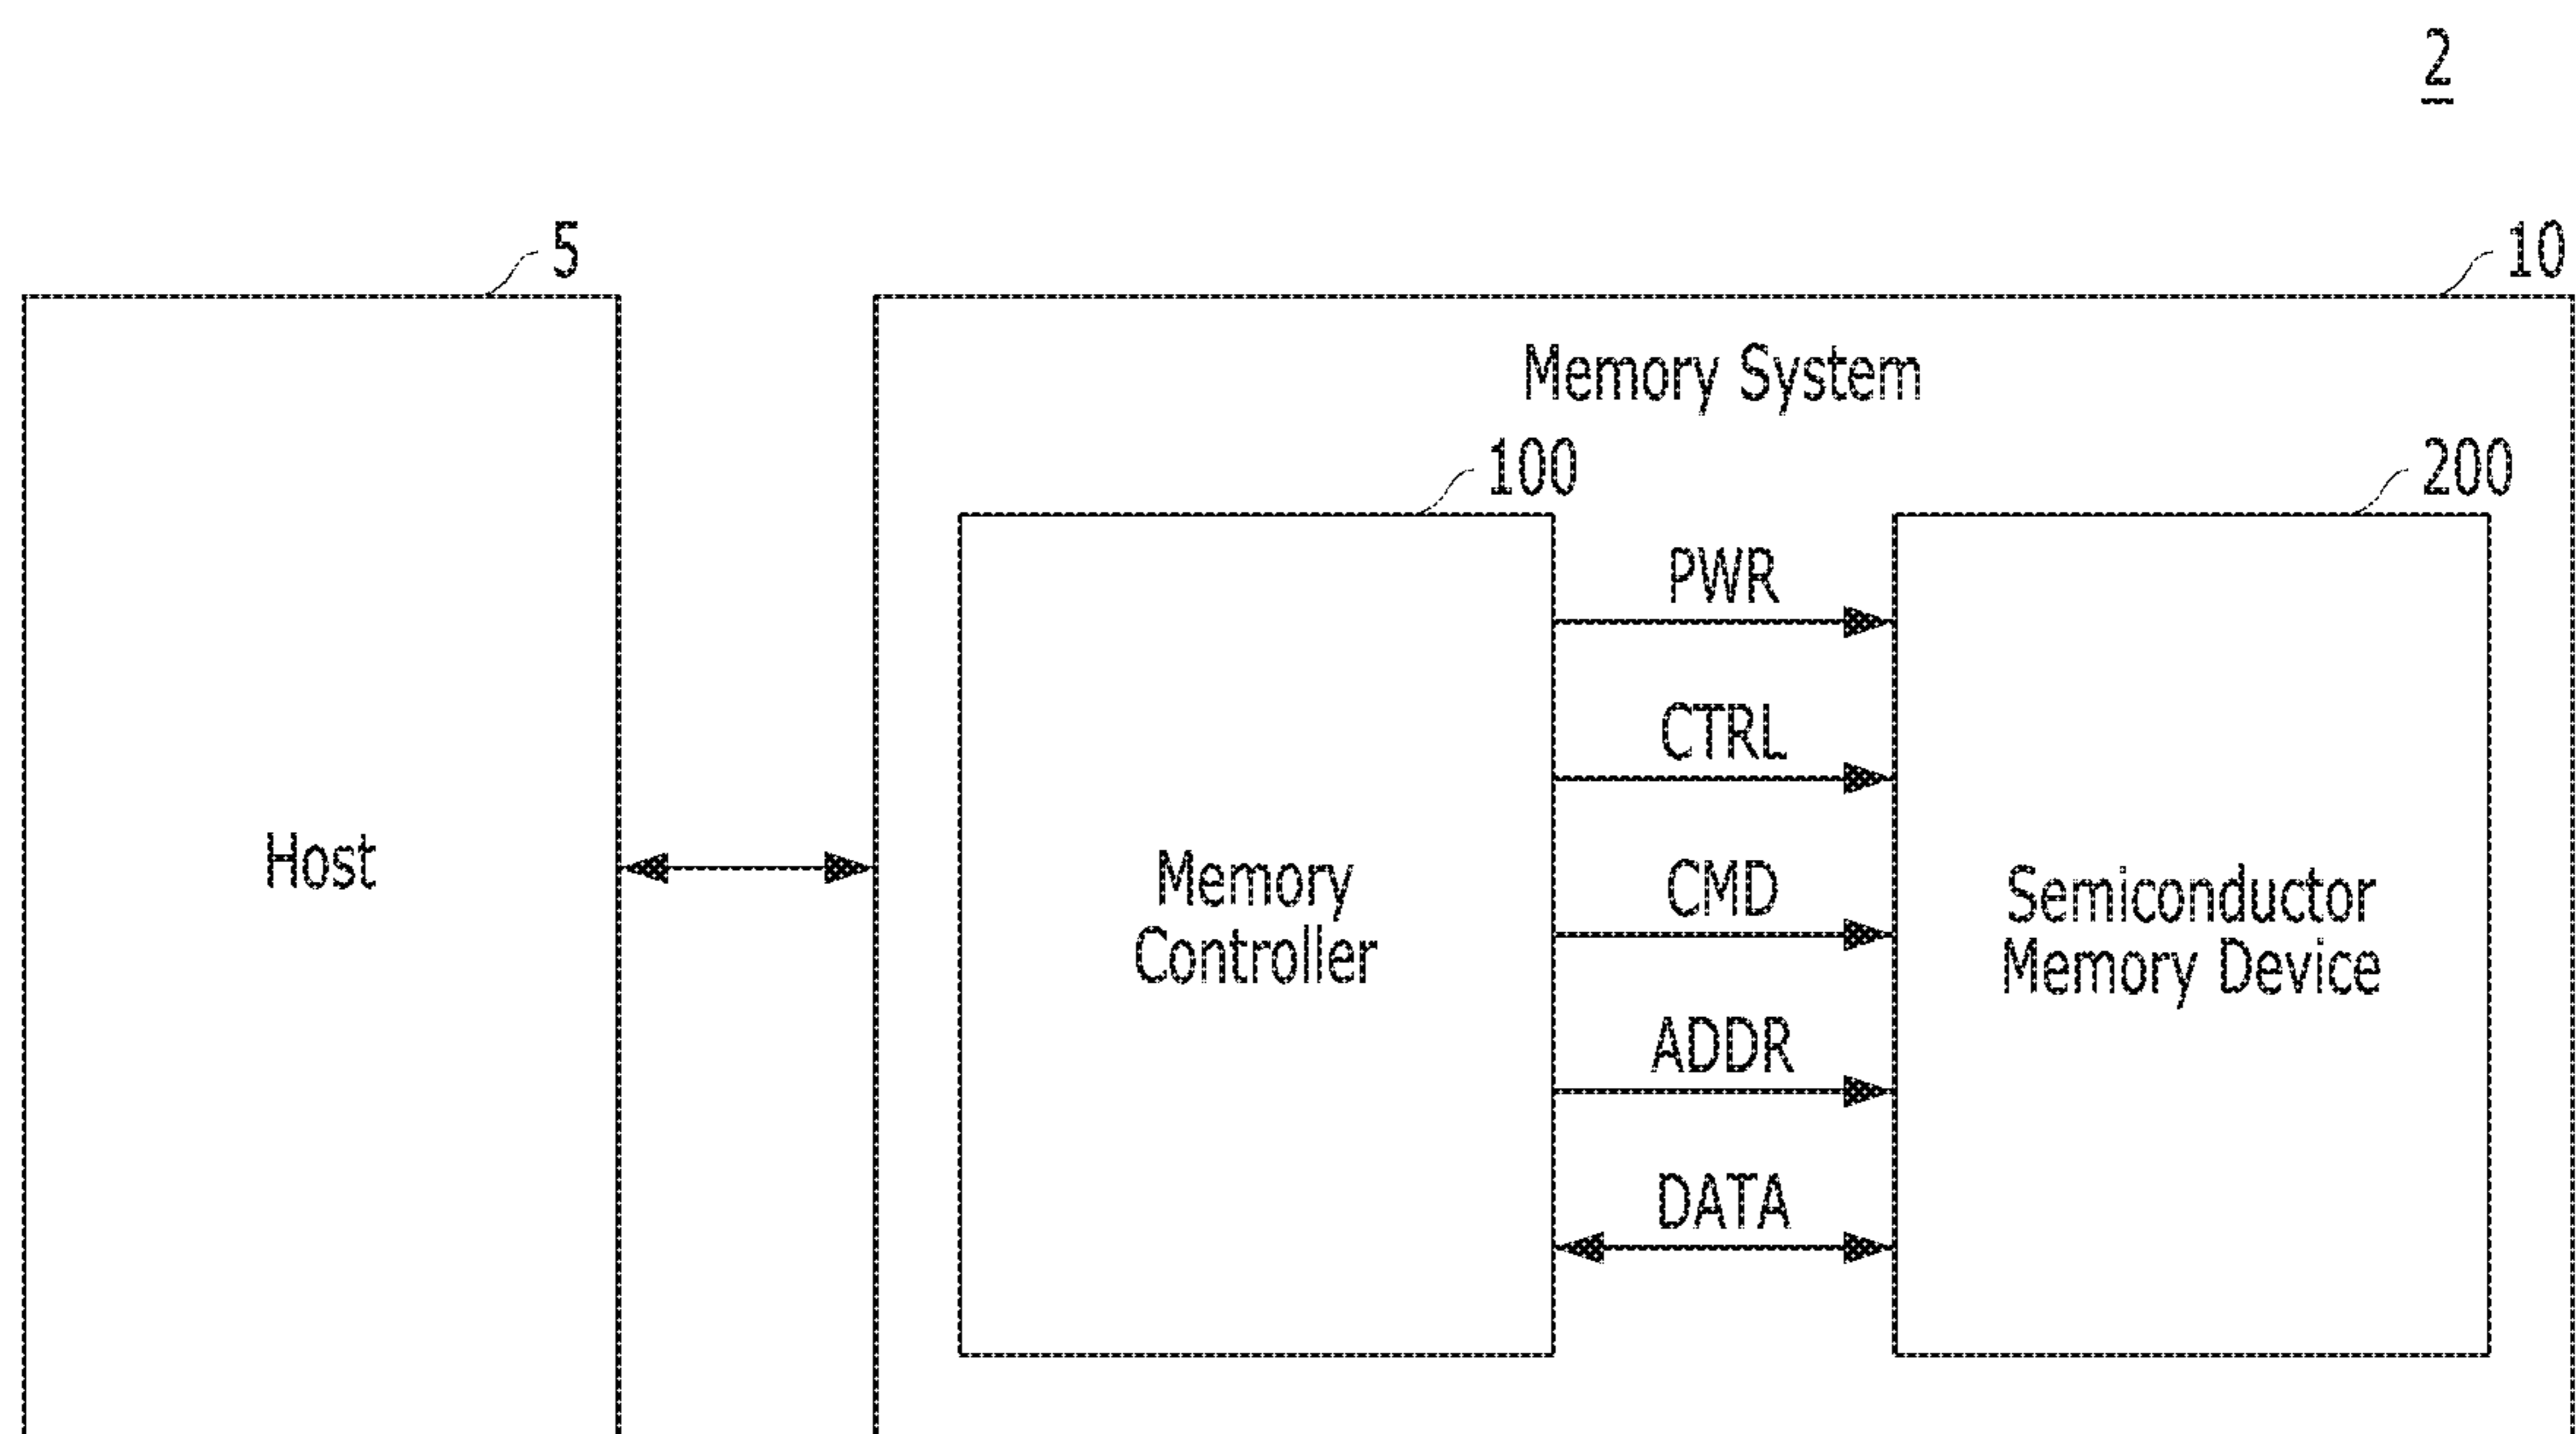 2
5
10
Memory System
100
200
PWR
CTRL
CMD
ADDR
DATA
Host
Memory
Controller
Semiconductor
Memory Device